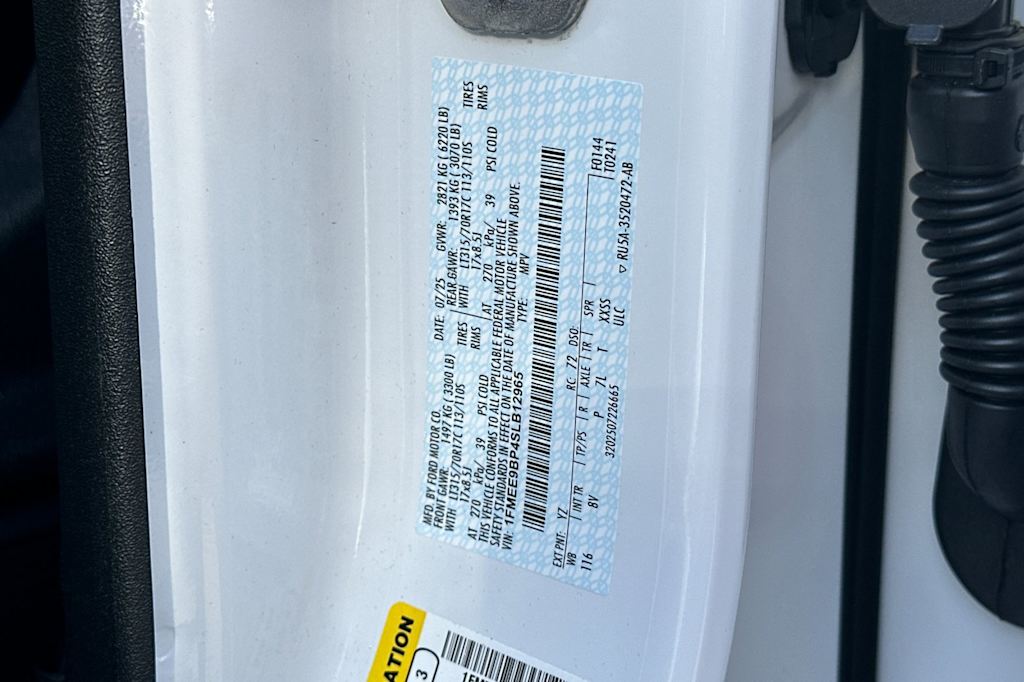 MFD. BY FORD MOTOR CO. DATE: 07/25 GVWR: 2821 KG ( 6220 LB)
FRONT GAWR: 1497 KG ( 3300 LB) REAR GAWR: 1393 KG ( 3070 LB)
WITH LT315/70R17C 113/110S TIRES WITH LT315/70R17C 113/110S TIRES
17x8.5J RIMS 17x8.5J RIMS
AT 270 kPa/ 39 PSI COLD AT 270 kPa/ 39 PSI COLD
THIS VEHICLE CONFORMS TO ALL APPLICABLE FEDERAL MOTOR VEHICLE
SAFETY STANDARDS IN EFFECT ON THE DATE OF MANUFACTURE SHOWN ABOVE.
VIN: 1FMEE9BP4SLB12965 TYPE: MPV
EXT PNT: YZ RC: 72 DSO: F0144
WB INT TR TP/PS R AXLE TR SPR T0241
116 8V P 7L T XXSS
3202507226665 ULC ▽ RU5A-3520472-AB
ATION
3